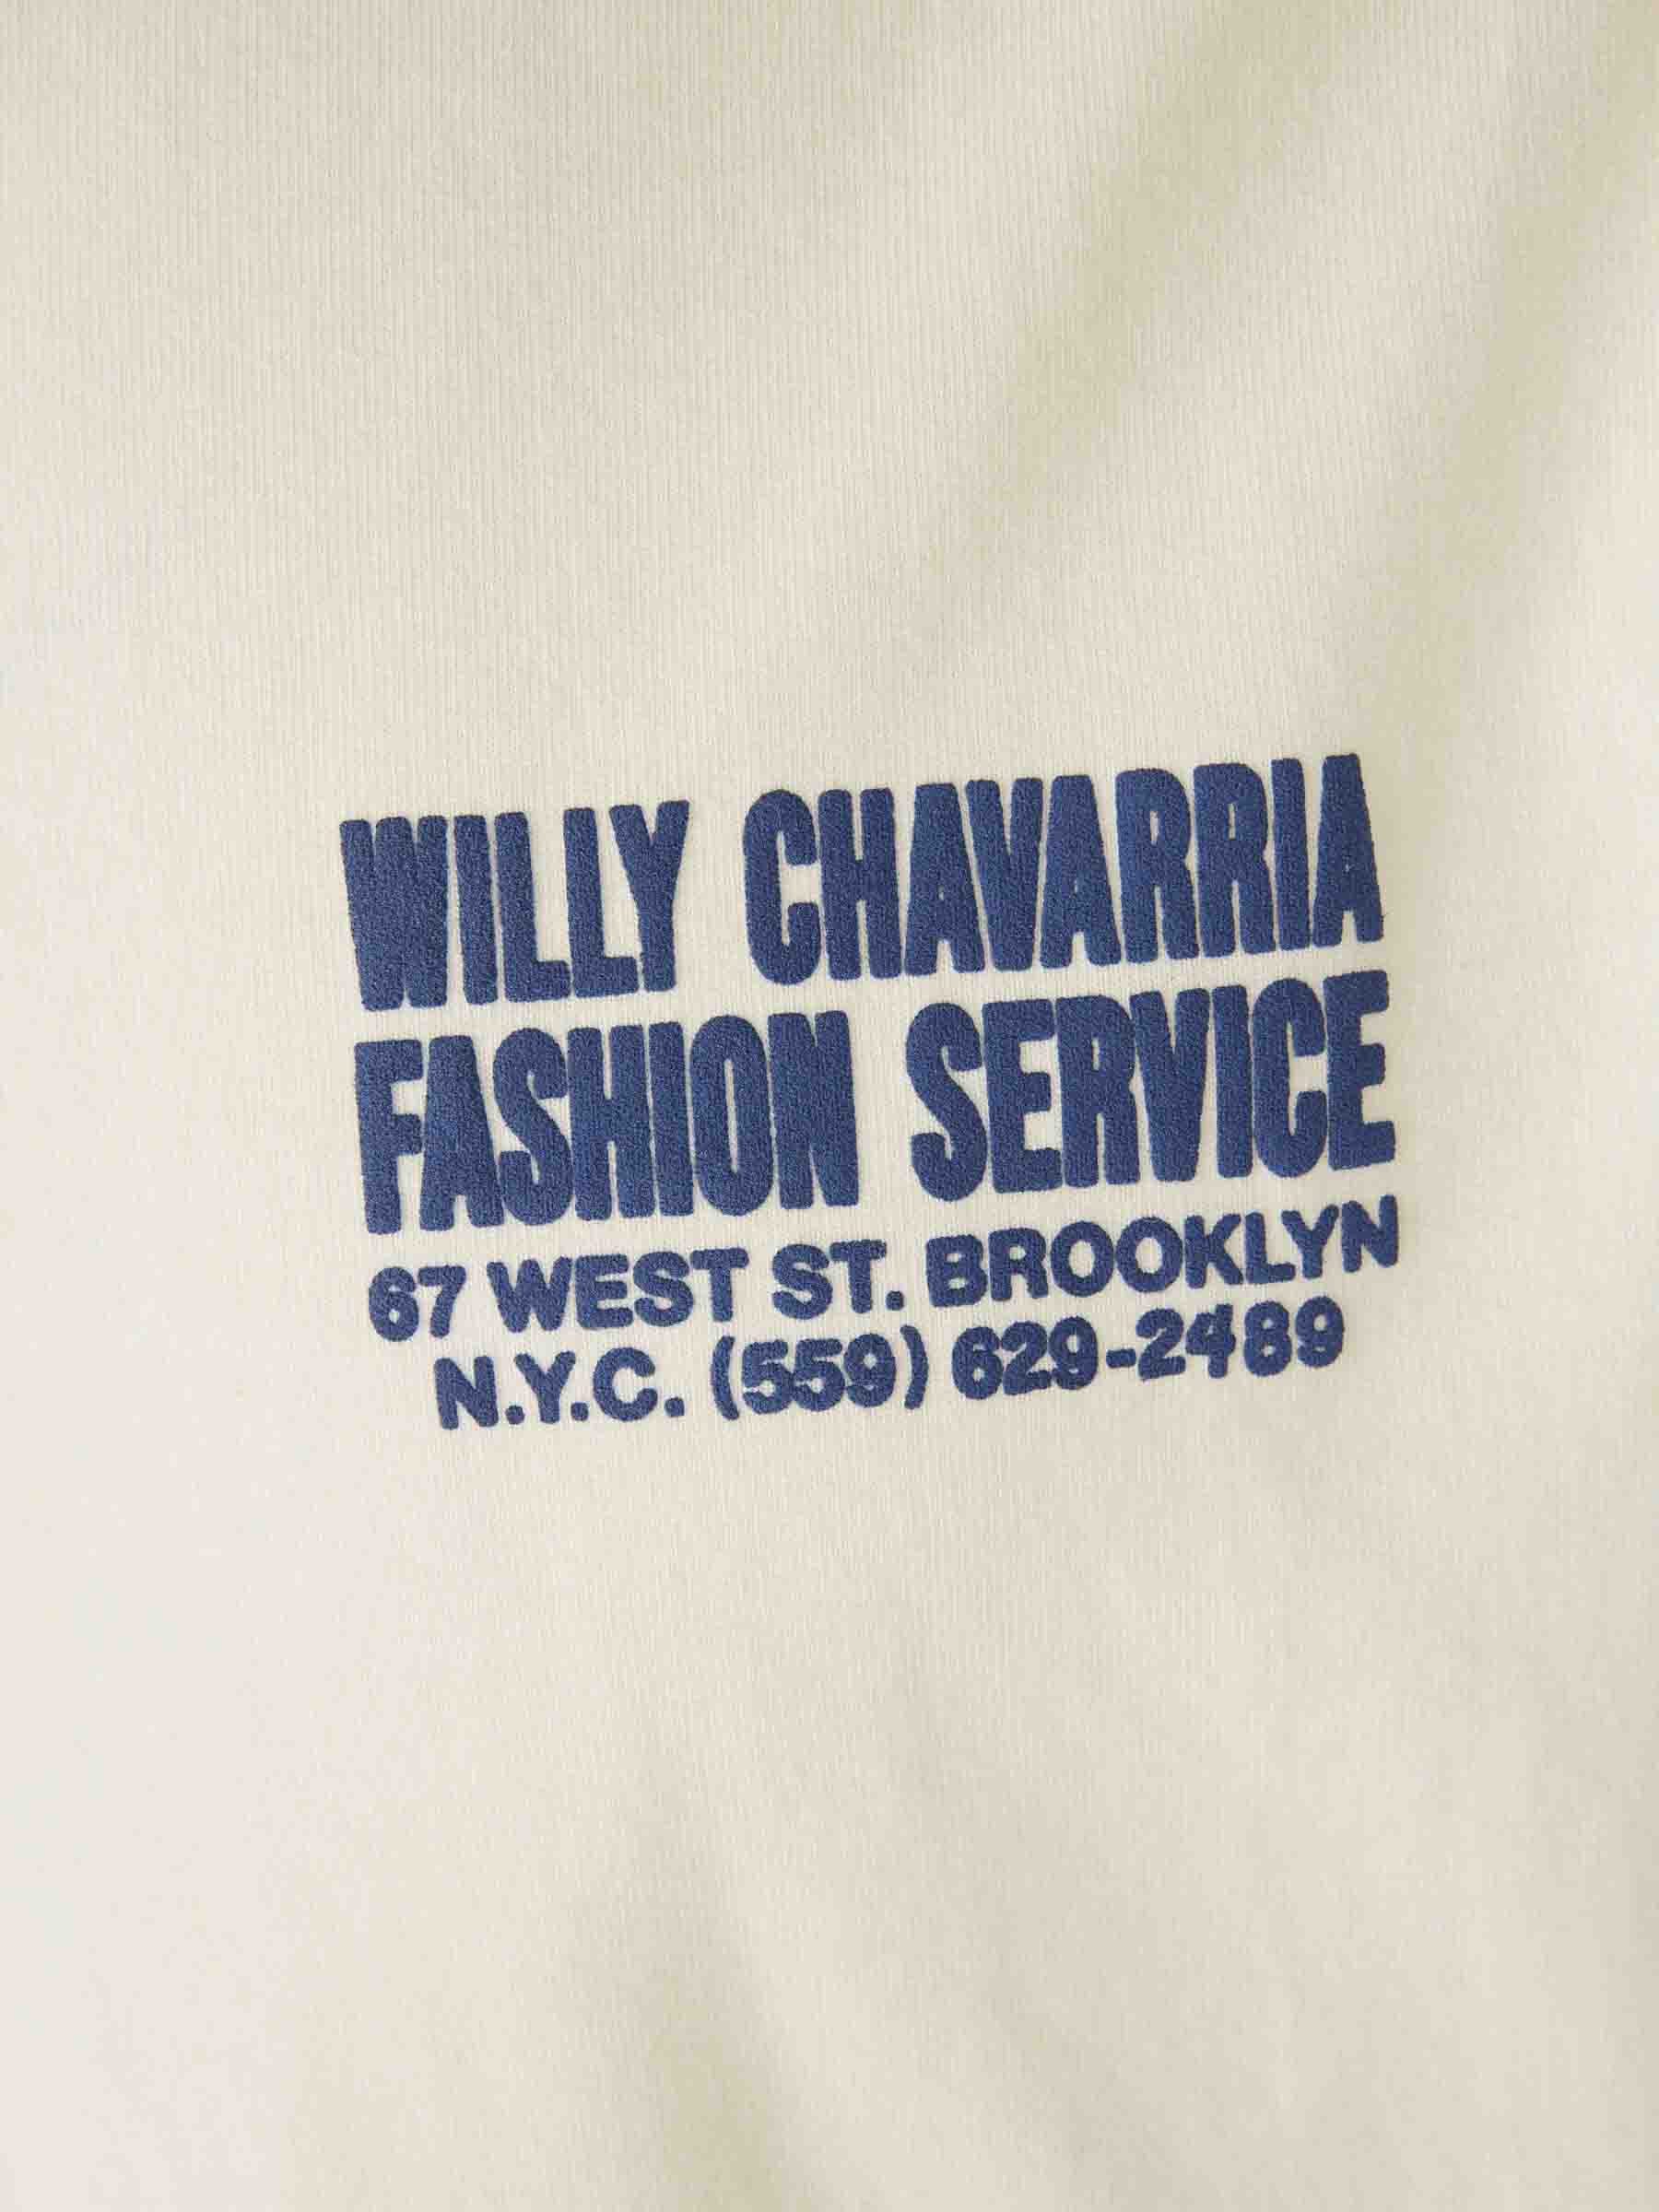 WILLY CHAVARRIA
FASHION SERVICE
67 WEST ST. BROOKLYN
N.Y.C. (559) 629-2489